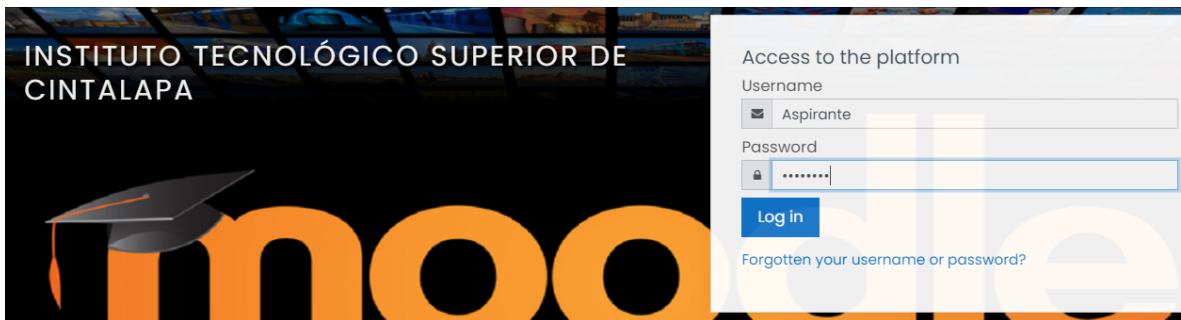 INSTITUTO TECNOLÓGICO SUPERIOR DE
CINTALAPA
moodle
Access to the platform
Username
Aspirante
Password
••••••••
Log in
Forgotten your username or password?